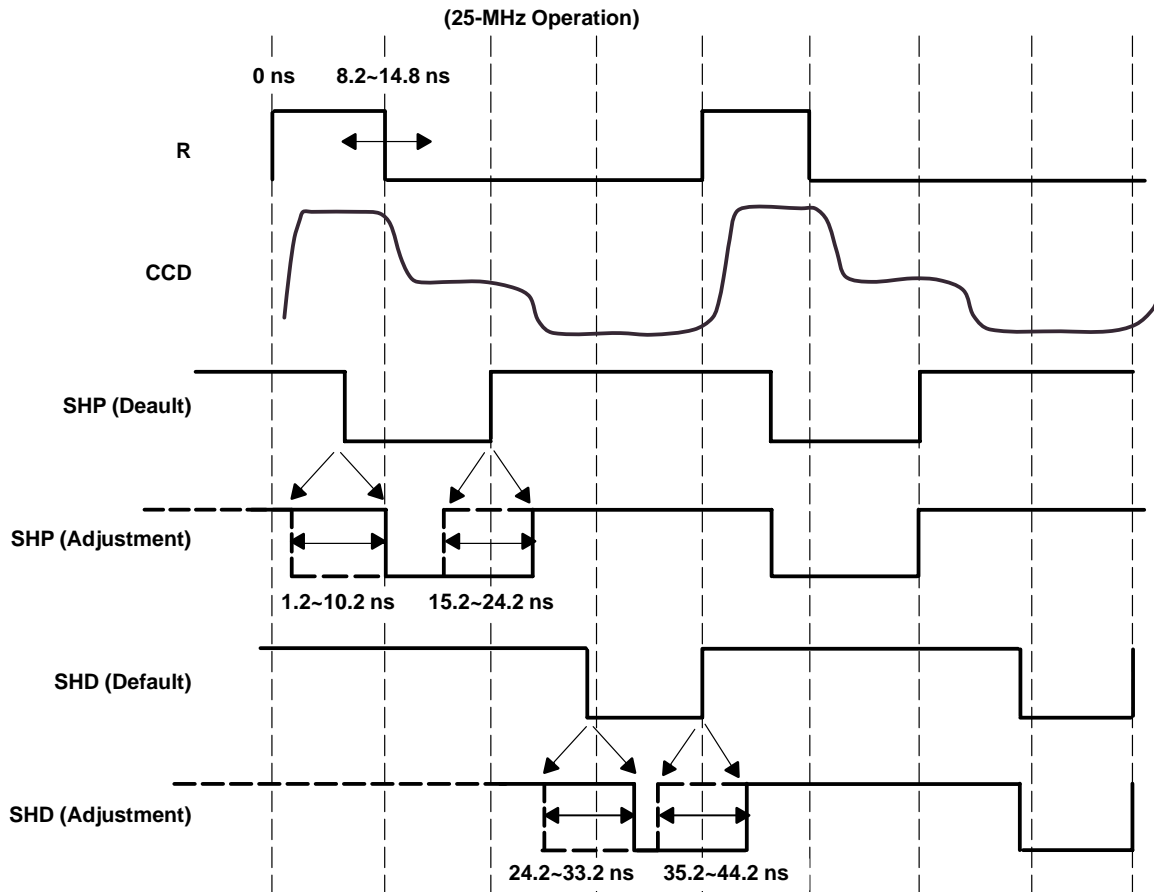 (25-MHz Operation)
0 ns
8.2~14.8 ns
R
CCD
SHP (Deault)
SHP (Adjustment)
1.2~10.2 ns
15.2~24.2 ns
SHD (Default)
SHD (Adjustment)
24.2~33.2 ns
35.2~44.2 ns